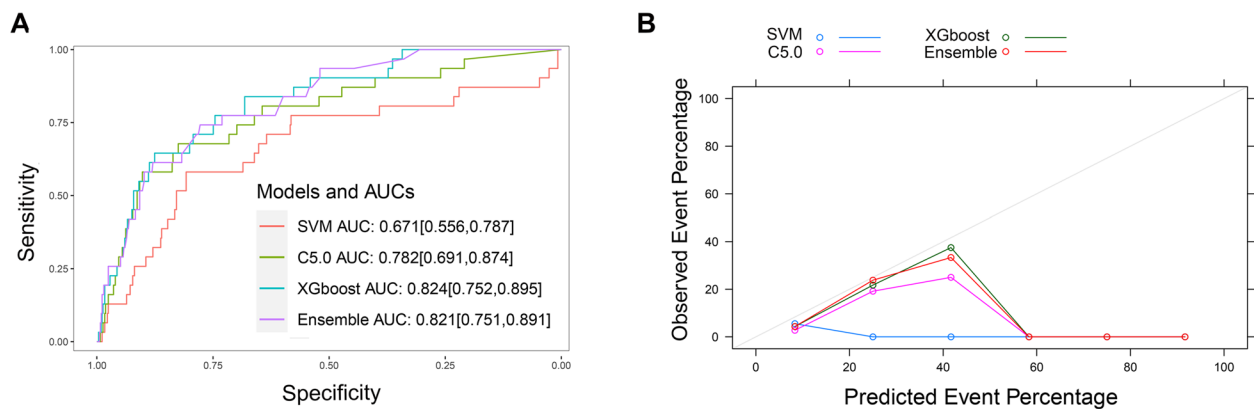 A
1.00
0.75
0.50
0.25
0.00
Sensitivity
1.00
0.75
0.50
0.25
0.00
Specificity
Models and AUCs
SVM AUC: 0.671[0.556,0.787]
C5.0 AUC: 0.782[0.691,0.874]
XGboost AUC: 0.824[0.752,0.895]
Ensemble AUC: 0.821[0.751,0.891]
B
SVM
C5.0
XGboost
Ensemble
100
80
60
40
20
0
Observed Event Percentage
0
20
40
60
80
100
Predicted Event Percentage